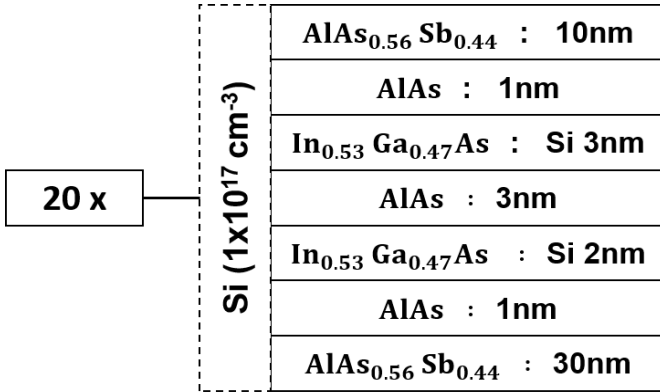 AlAs₀.₅₆ Sb₀.₄₄ : 10nm
AlAs : 1nm
In₀.₅₃ Ga₀.₄₇As : Si 3nm
AlAs : 3nm
In₀.₅₃ Ga₀.₄₇As : Si 2nm
AlAs : 1nm
AlAs₀.₅₆ Sb₀.₄₄ : 30nm
20 x
Si (1x10¹⁷ cm⁻³)